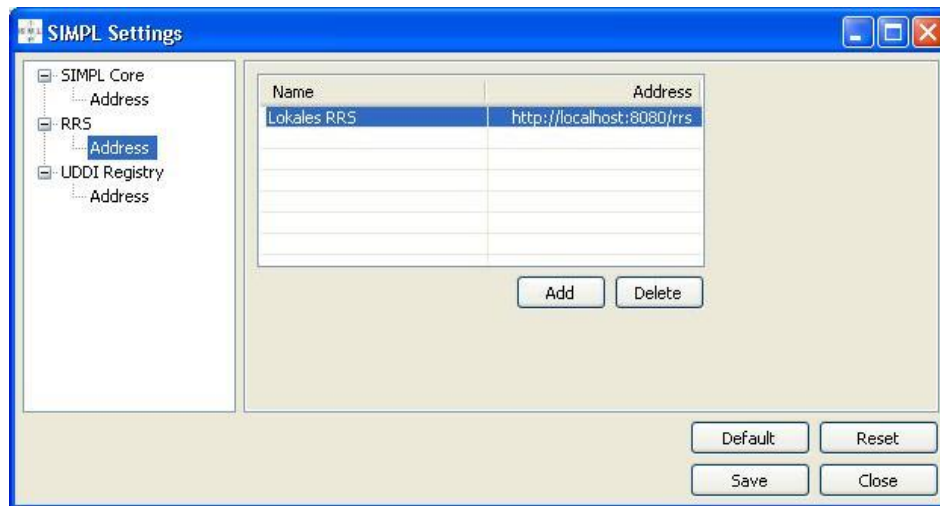 SIMPL Settings
SIMPL Core
Address
RRS
Address
UDDI Registry
Address
Name Address
Lokales RRS http://localhost:8080/rrs
Add Delete
Default Reset
Save Close